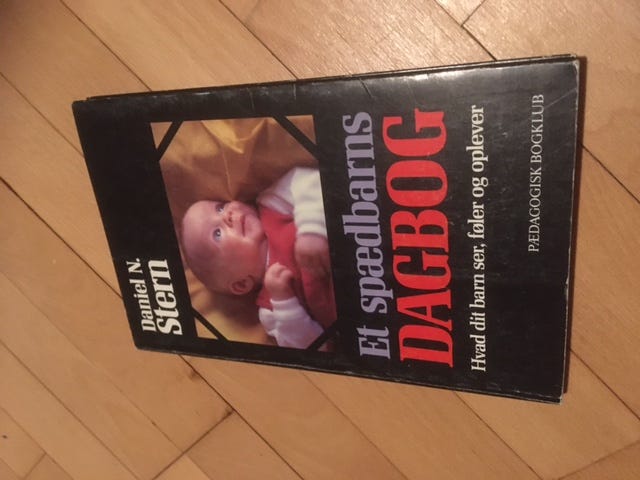 Daniel N.
Stern
Et spædbarns
DAGBOG
Hvad dit barn ser, føler og oplever
PÆDAGOGISK BOGKLUB